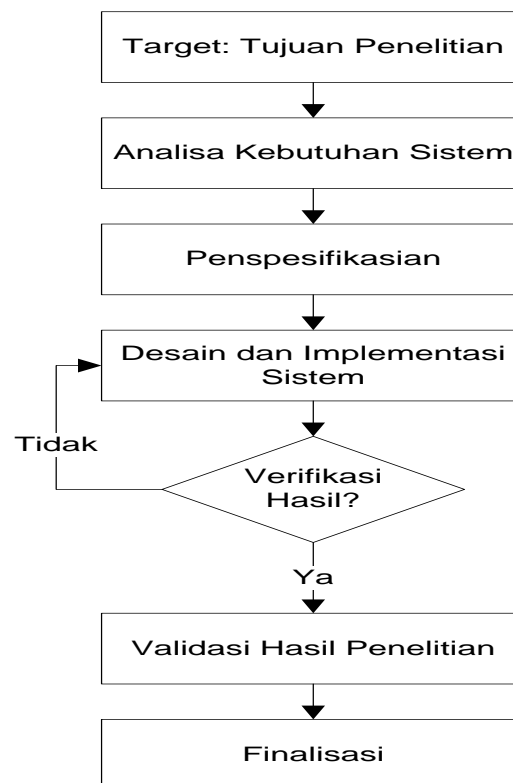 Target: Tujuan Penelitian
Analisa Kebutuhan Sistem
Penspesifikasian
Desain dan Implementasi
Sistem
Tidak
Verifikasi
Hasil?
Ya
Validasi Hasil Penelitian
Finalisasi